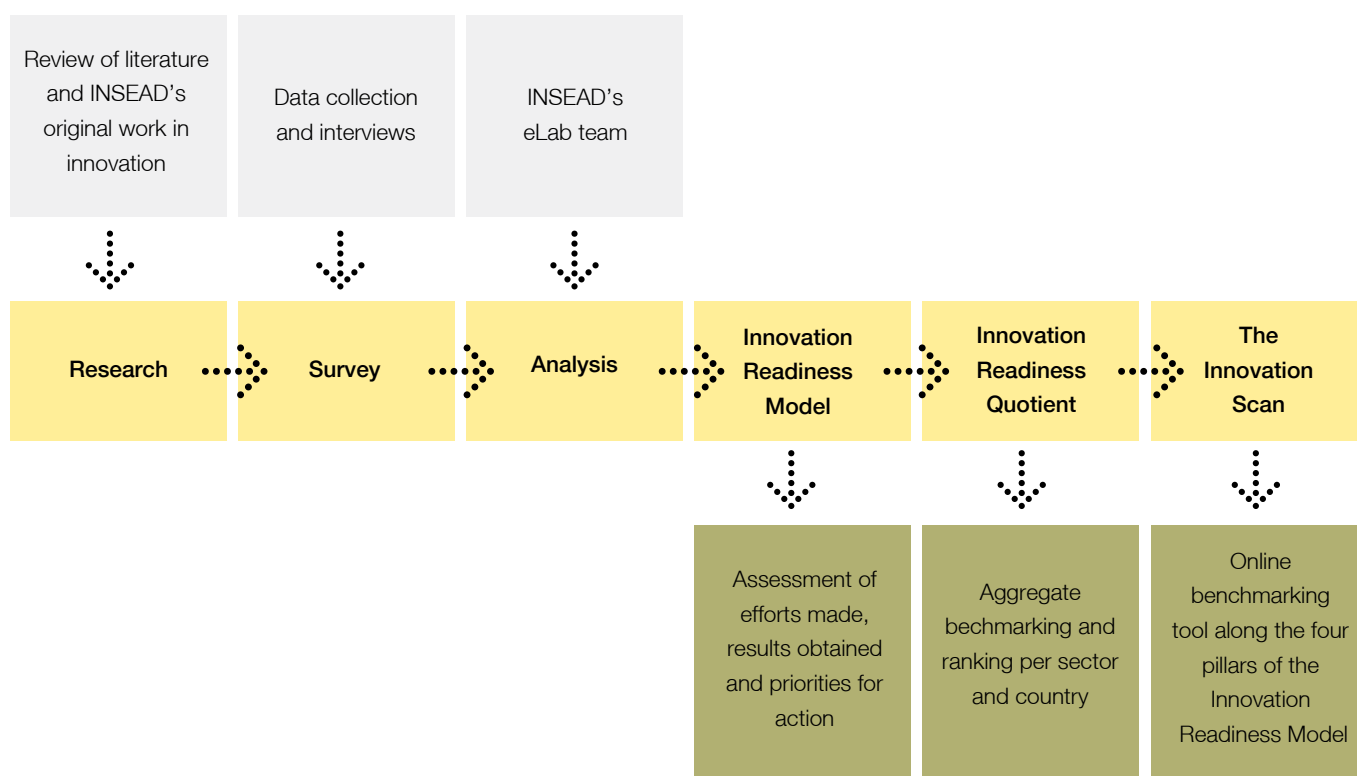 Review of literature
and INSEAD's
original work in
innovation
Data collection
and interviews
INSEAD's
eLab team
Research
Survey
Analysis
Innovation
Readiness
Model
Innovation
Readiness
Quotient
The
Innovation
Scan
Assessment of
efforts made,
results obtained
and priorities for
action
Aggregate
bechmarking and
ranking per sector
and country
Online
benchmarking
tool along the four
pillars of the
Innovation
Readiness Model